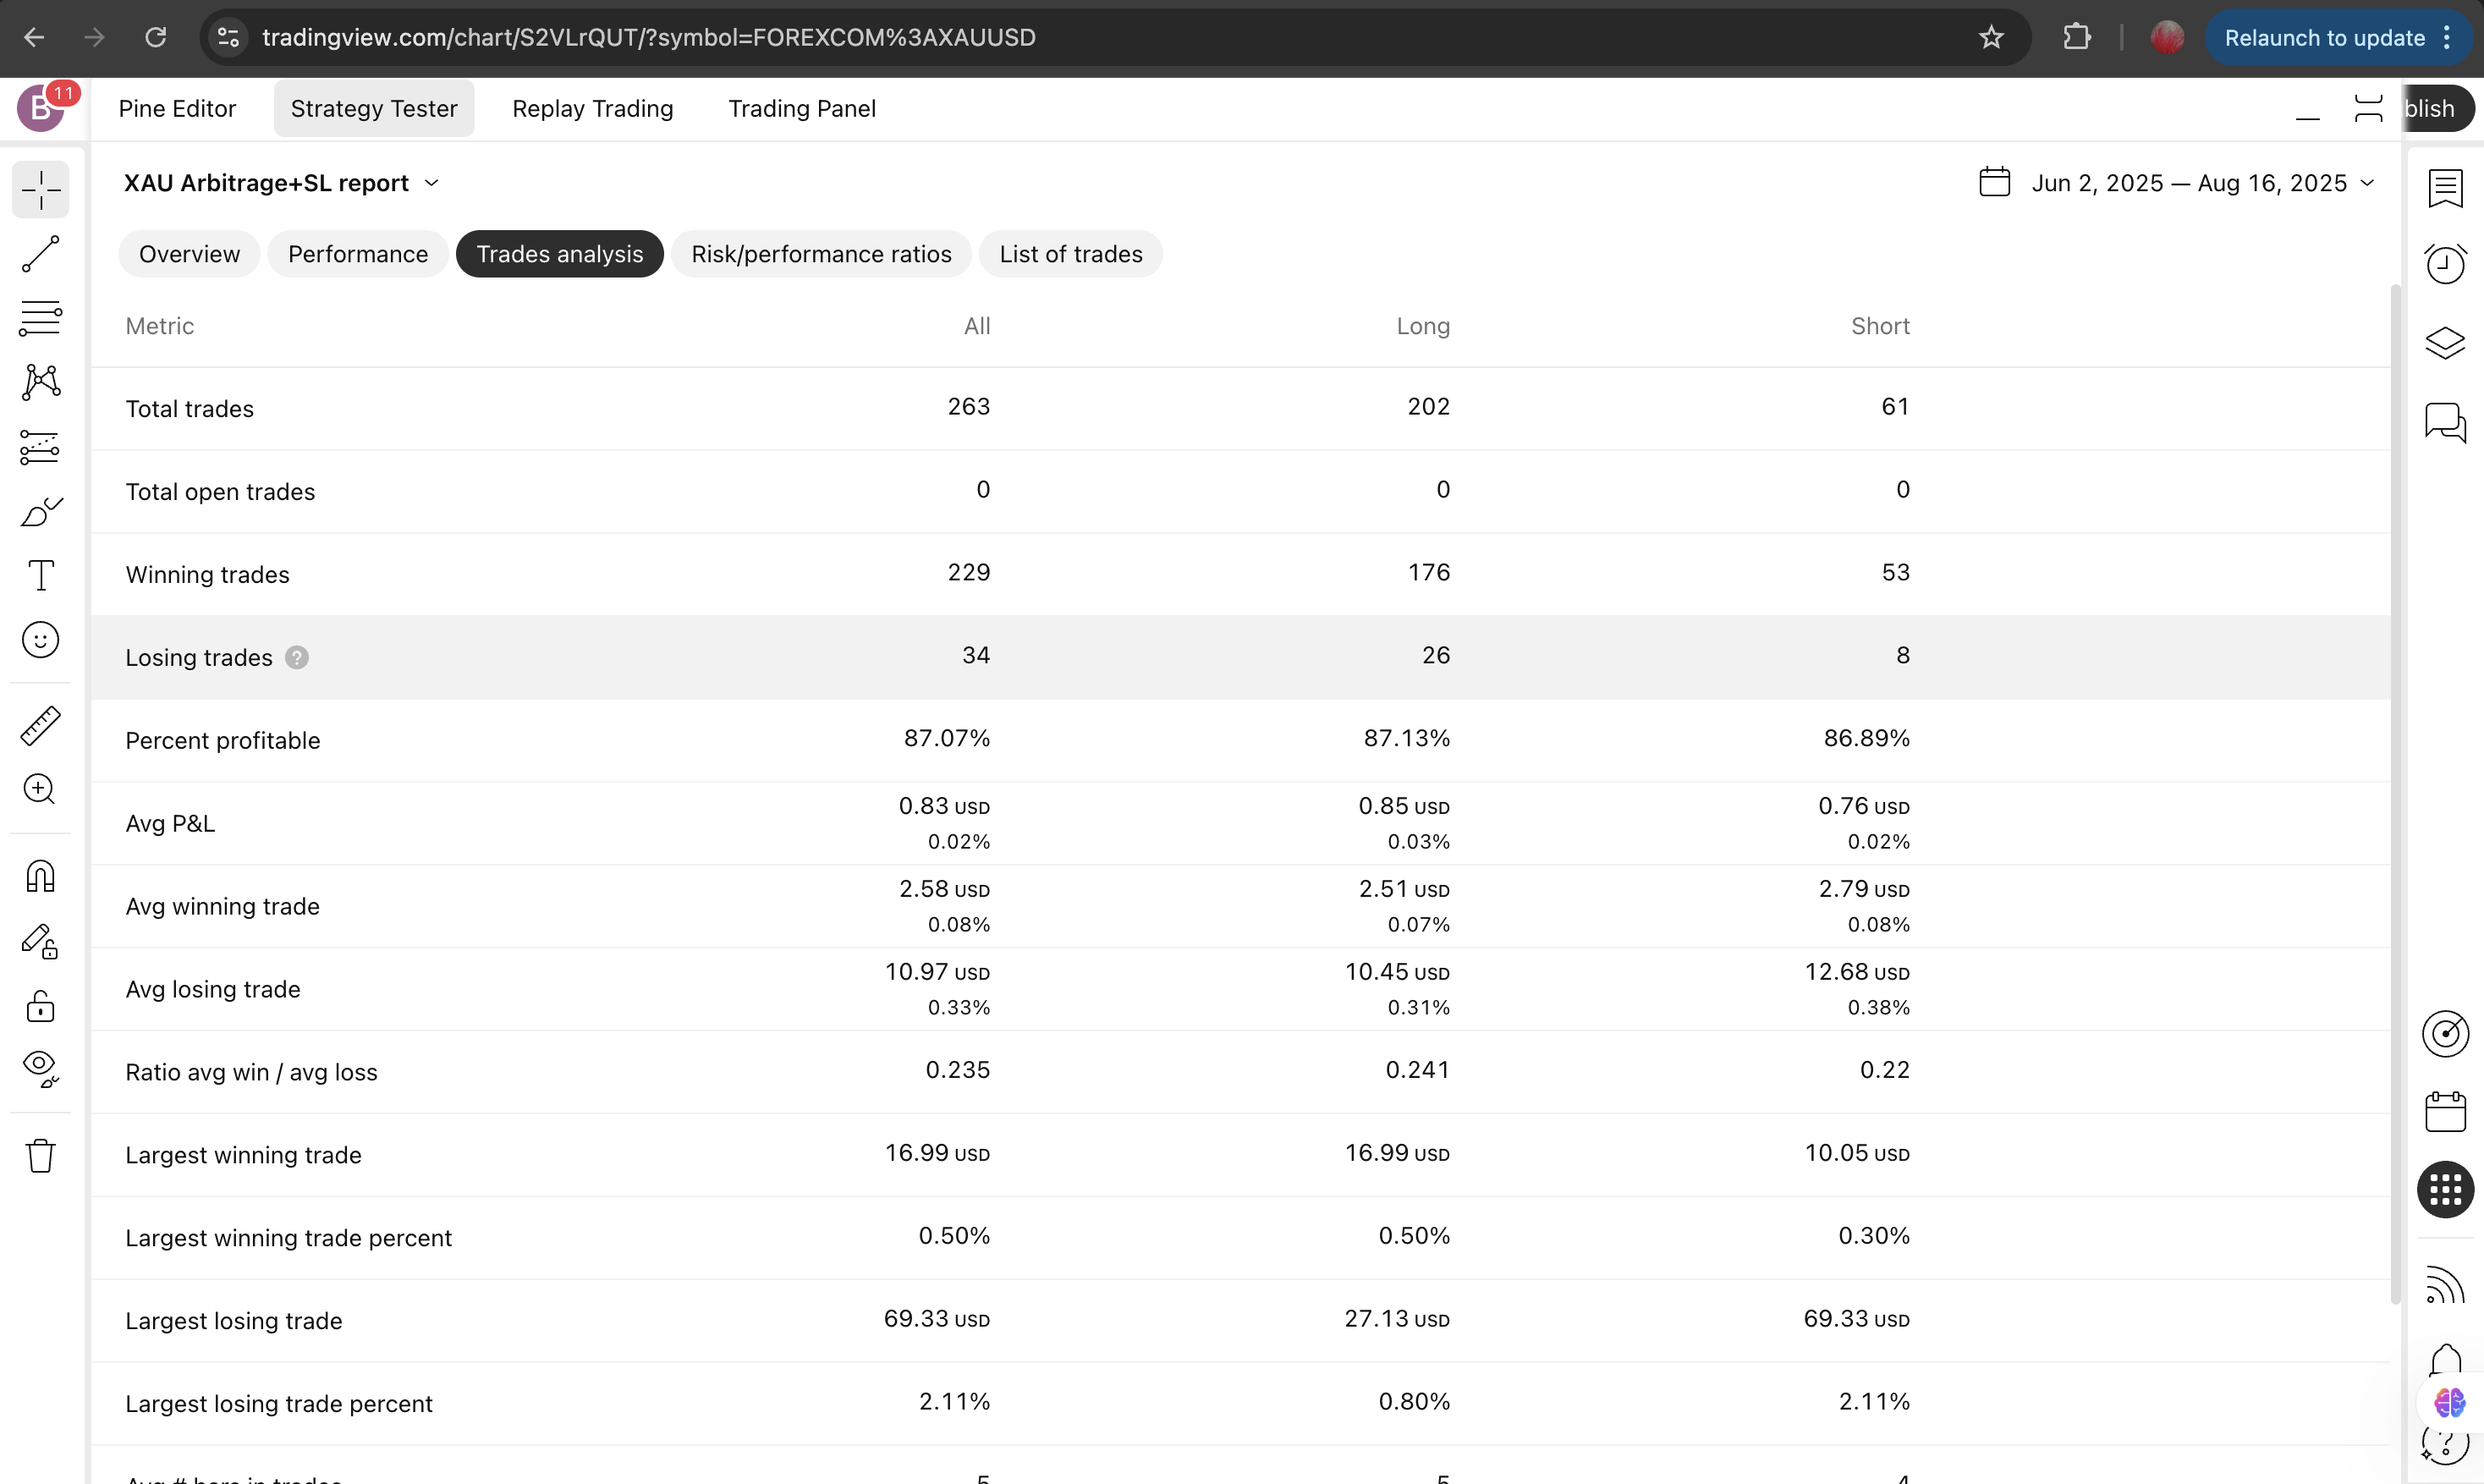 tradingview.com/chart/S2VLrQUT/?symbol=FOREXCOM%3AXAUUSD
Relaunch to update
B 11
Pine Editor Strategy Tester Replay Trading Trading Panel
blish
XAU Arbitrage+SL report
Jun 2, 2025 — Aug 16, 2025
Overview Performance Trades analysis Risk/performance ratios List of trades
Metric All Long Short
Total trades 263 202 61
Total open trades 0 0 0
Winning trades 229 176 53
Losing trades ? 34 26 8
Percent profitable 87.07% 87.13% 86.89%
Avg P&L 0.83 USD 0.85 USD 0.76 USD
0.02% 0.03% 0.02%
Avg winning trade 2.58 USD 2.51 USD 2.79 USD
0.08% 0.07% 0.08%
Avg losing trade 10.97 USD 10.45 USD 12.68 USD
0.33% 0.31% 0.38%
Ratio avg win / avg loss 0.235 0.241 0.22
Largest winning trade 16.99 USD 16.99 USD 10.05 USD
Largest winning trade percent 0.50% 0.50% 0.30%
Largest losing trade 69.33 USD 27.13 USD 69.33 USD
Largest losing trade percent 2.11% 0.80% 2.11%
Avg # bars in trades 5 5 4